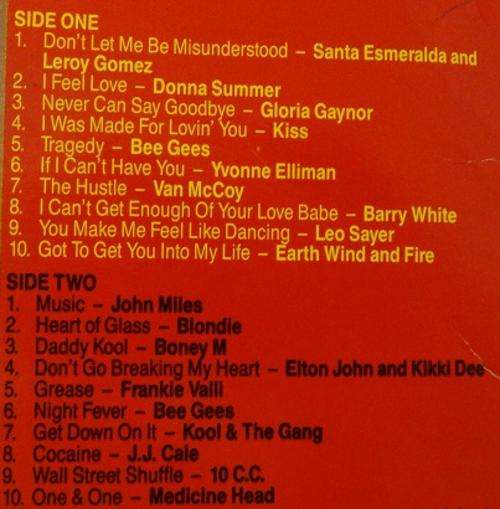 SIDE ONE
1. Don't Let Me Be Misunderstood – Santa Esmeralda and
Leroy Gomez
2. I Feel Love – Donna Summer
3. Never Can Say Goodbye – Gloria Gaynor
4. I Was Made For Lovin' You – Kiss
5. Tragedy – Bee Gees
6. If I Can't Have You – Yvonne Elliman
7. The Hustle – Van McCoy
8. I Can't Get Enough Of Your Love Babe – Barry White
9. You Make Me Feel Like Dancing – Leo Sayer
10. Got To Get You Into My Life – Earth Wind and Fire
SIDE TWO
1. Music – John Miles
2. Heart of Glass – Blondie
3. Daddy Kool – Boney M
4. Don't Go Breaking My Heart – Elton John and Kikki Dee
5. Grease – Frankie Valli
6. Night Fever – Bee Gees
7. Get Down On It – Kool & The Gang
8. Cocaine – J.J. Cale
9. Wall Street Shuffle – 10 C.C.
10. One & One – Medicine Head